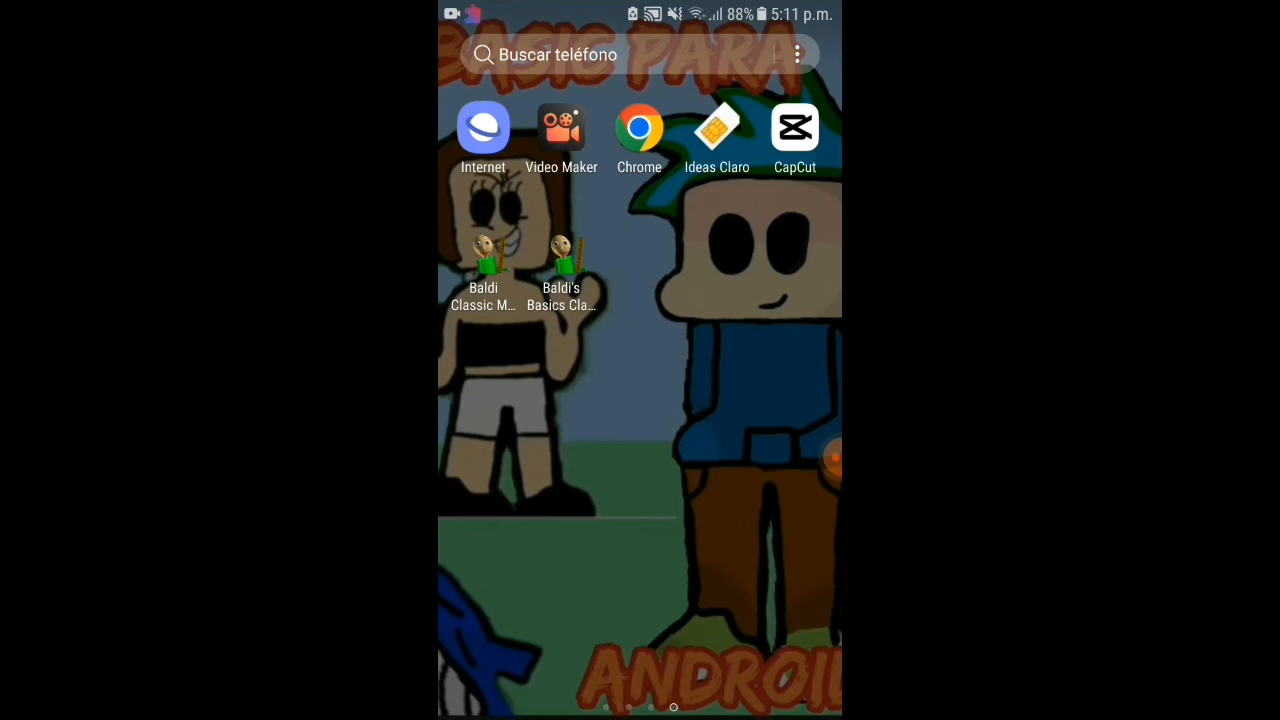 88% 5:11 p.m.
BASIC PARA
Buscar teléfono
Internet Video Maker Chrome Ideas Claro CapCut
Baldi Baldi's
Classic M... Basics Cla...
ANDROI